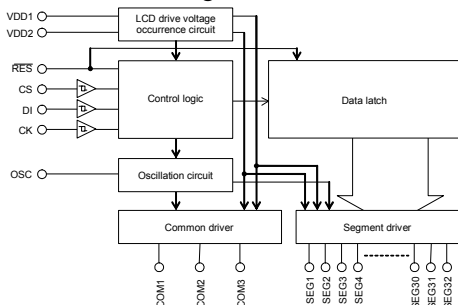 VDD1
VDD2
LCD drive voltage
occurrence circuit
RES
CS
DI
CK
Control logic
Data latch
OSC
Oscillation circuit
Common driver
Segment driver
COM1
COM2
COM3
SEG1
SEG2
SEG3
SEG4
SEG30
SEG31
SEG32